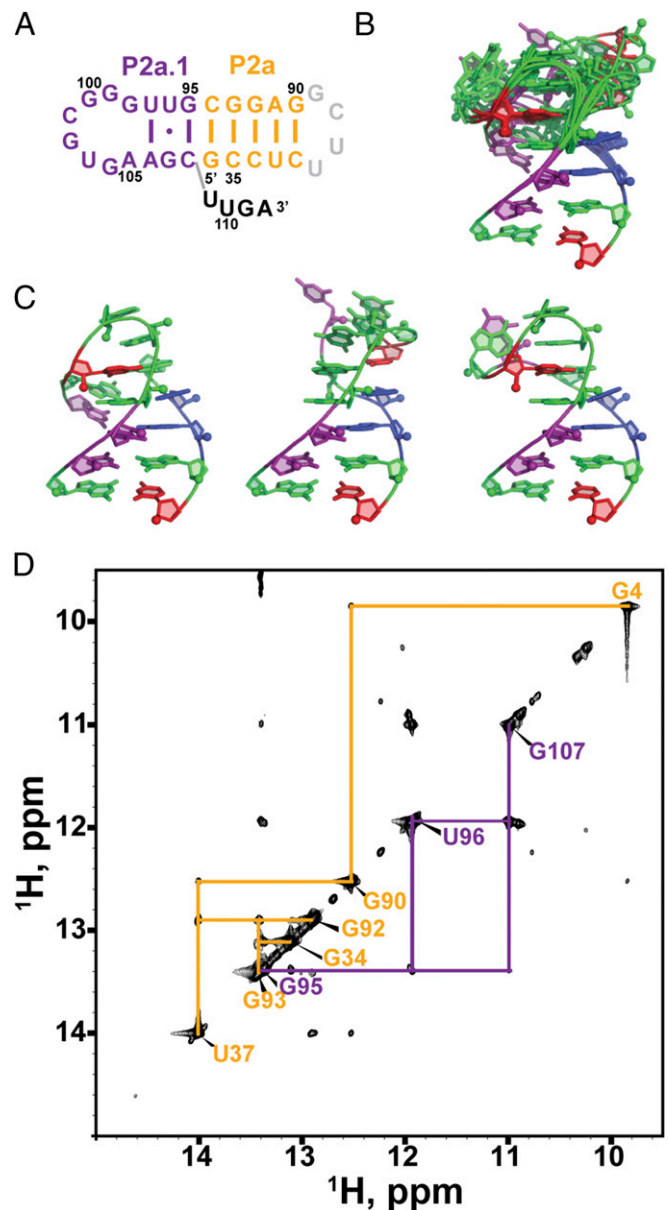 A
P2a.1 P2a
100 95 90
G G G U U G C G G A G G
C C
G U
U G A A G C G C C U C U U
105 5' 35
U U G A 3'
110
B
C
D
10
11
12
13
14
¹H, ppm
G4
G107
U96
G90
G92
G34
G95
G93
U37
14 13 12 11 10
¹H, ppm